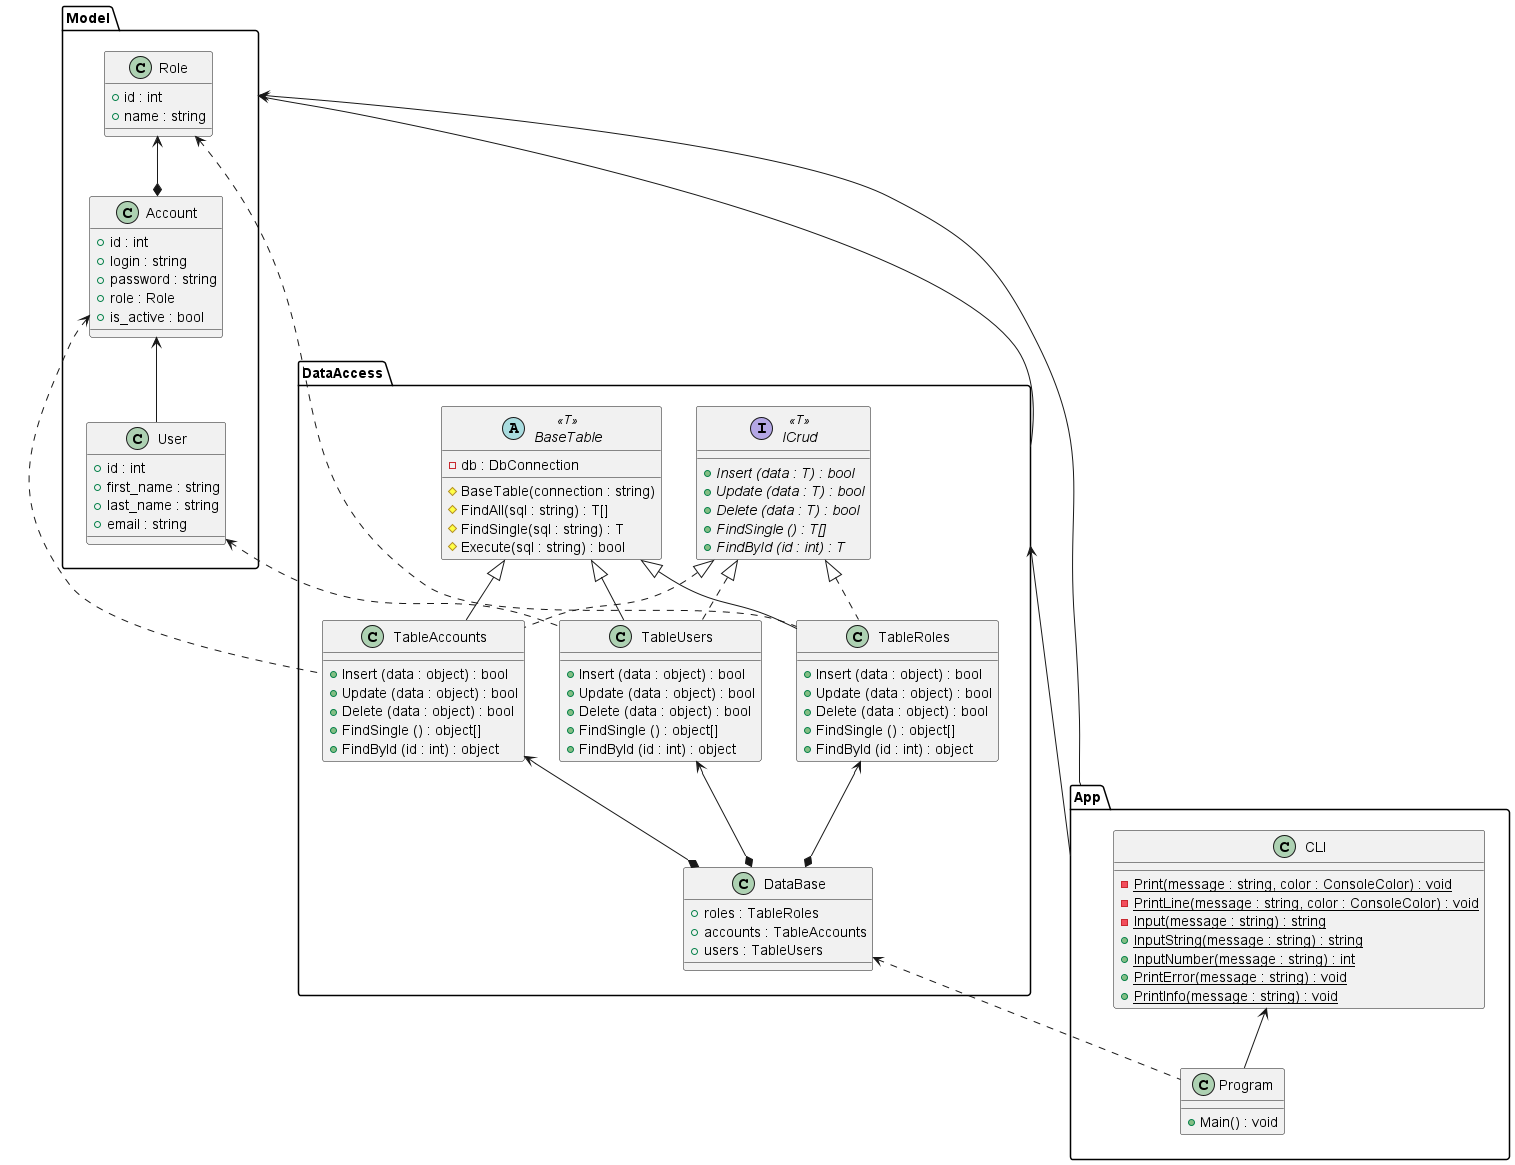 Model
Role
id : int
name : string
Account
id : int
login : string
password : string
role : Role
is_active : bool
User
id : int
first_name : string
last_name : string
email : string
DataAccess
«T»
BaseTable
db : DbConnection
BaseTable(connection : string)
FindAll(sql : string) : T[]
FindSingle(sql : string) : T
Execute(sql : string) : bool
«T»
ICrud
Insert (data : T) : bool
Update (data : T) : bool
Delete (data : T) : bool
FindSingle () : T[]
FindById (id : int) : T
TableAccounts
Insert (data : object) : bool
Update (data : object) : bool
Delete (data : object) : bool
FindSingle () : object[]
FindById (id : int) : object
TableUsers
Insert (data : object) : bool
Update (data : object) : bool
Delete (data : object) : bool
FindSingle () : object[]
FindById (id : int) : object
TableRoles
Insert (data : object) : bool
Update (data : object) : bool
Delete (data : object) : bool
FindSingle () : object[]
FindById (id : int) : object
DataBase
roles : TableRoles
accounts : TableAccounts
users : TableUsers
App
CLI
Print(message : string, color : ConsoleColor) : void
PrintLine(message : string, color : ConsoleColor) : void
Input(message : string) : string
InputString(message : string) : string
InputNumber(message : string) : int
PrintError(message : string) : void
PrintInfo(message : string) : void
Program
Main() : void